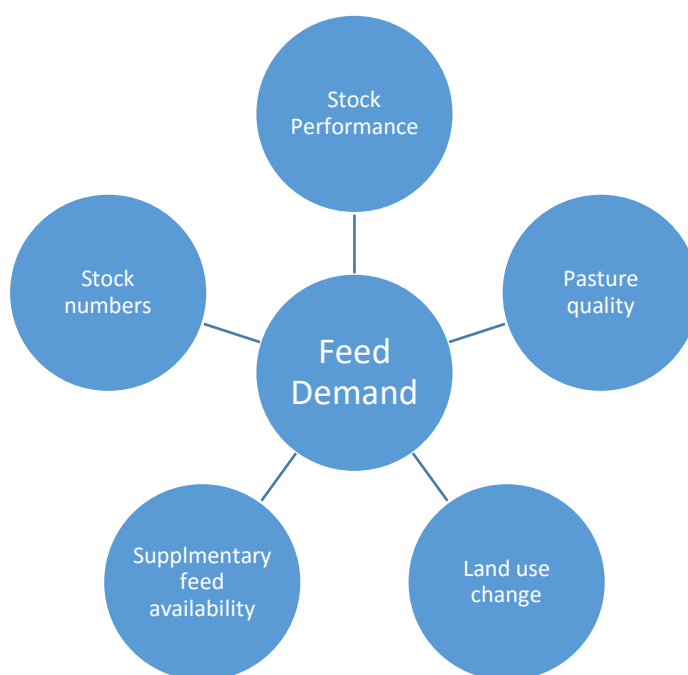 Stock
Performance
Stock
numbers
Pasture
quality
Feed
Demand
Supplmentary
feed
availability
Land use
change